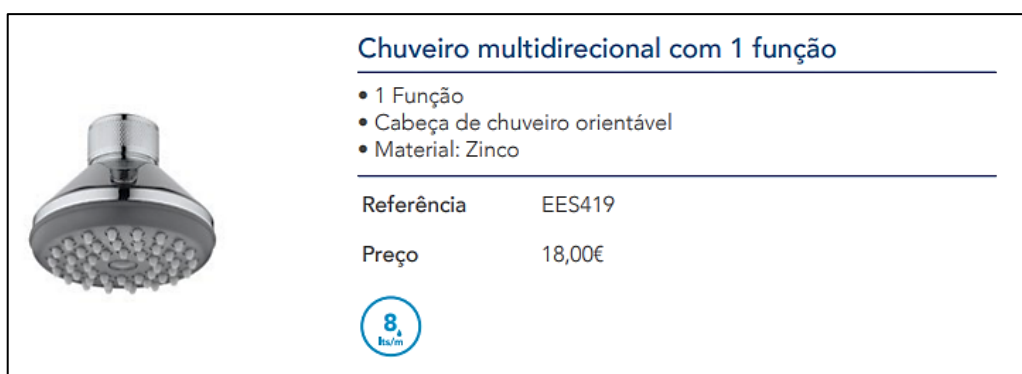 Chuveiro multidirecional com 1 função
• 1 Função
• Cabeça de chuveiro orientável
• Material: Zinco
Referência EES419
Preço 18,00€
8
lts/m